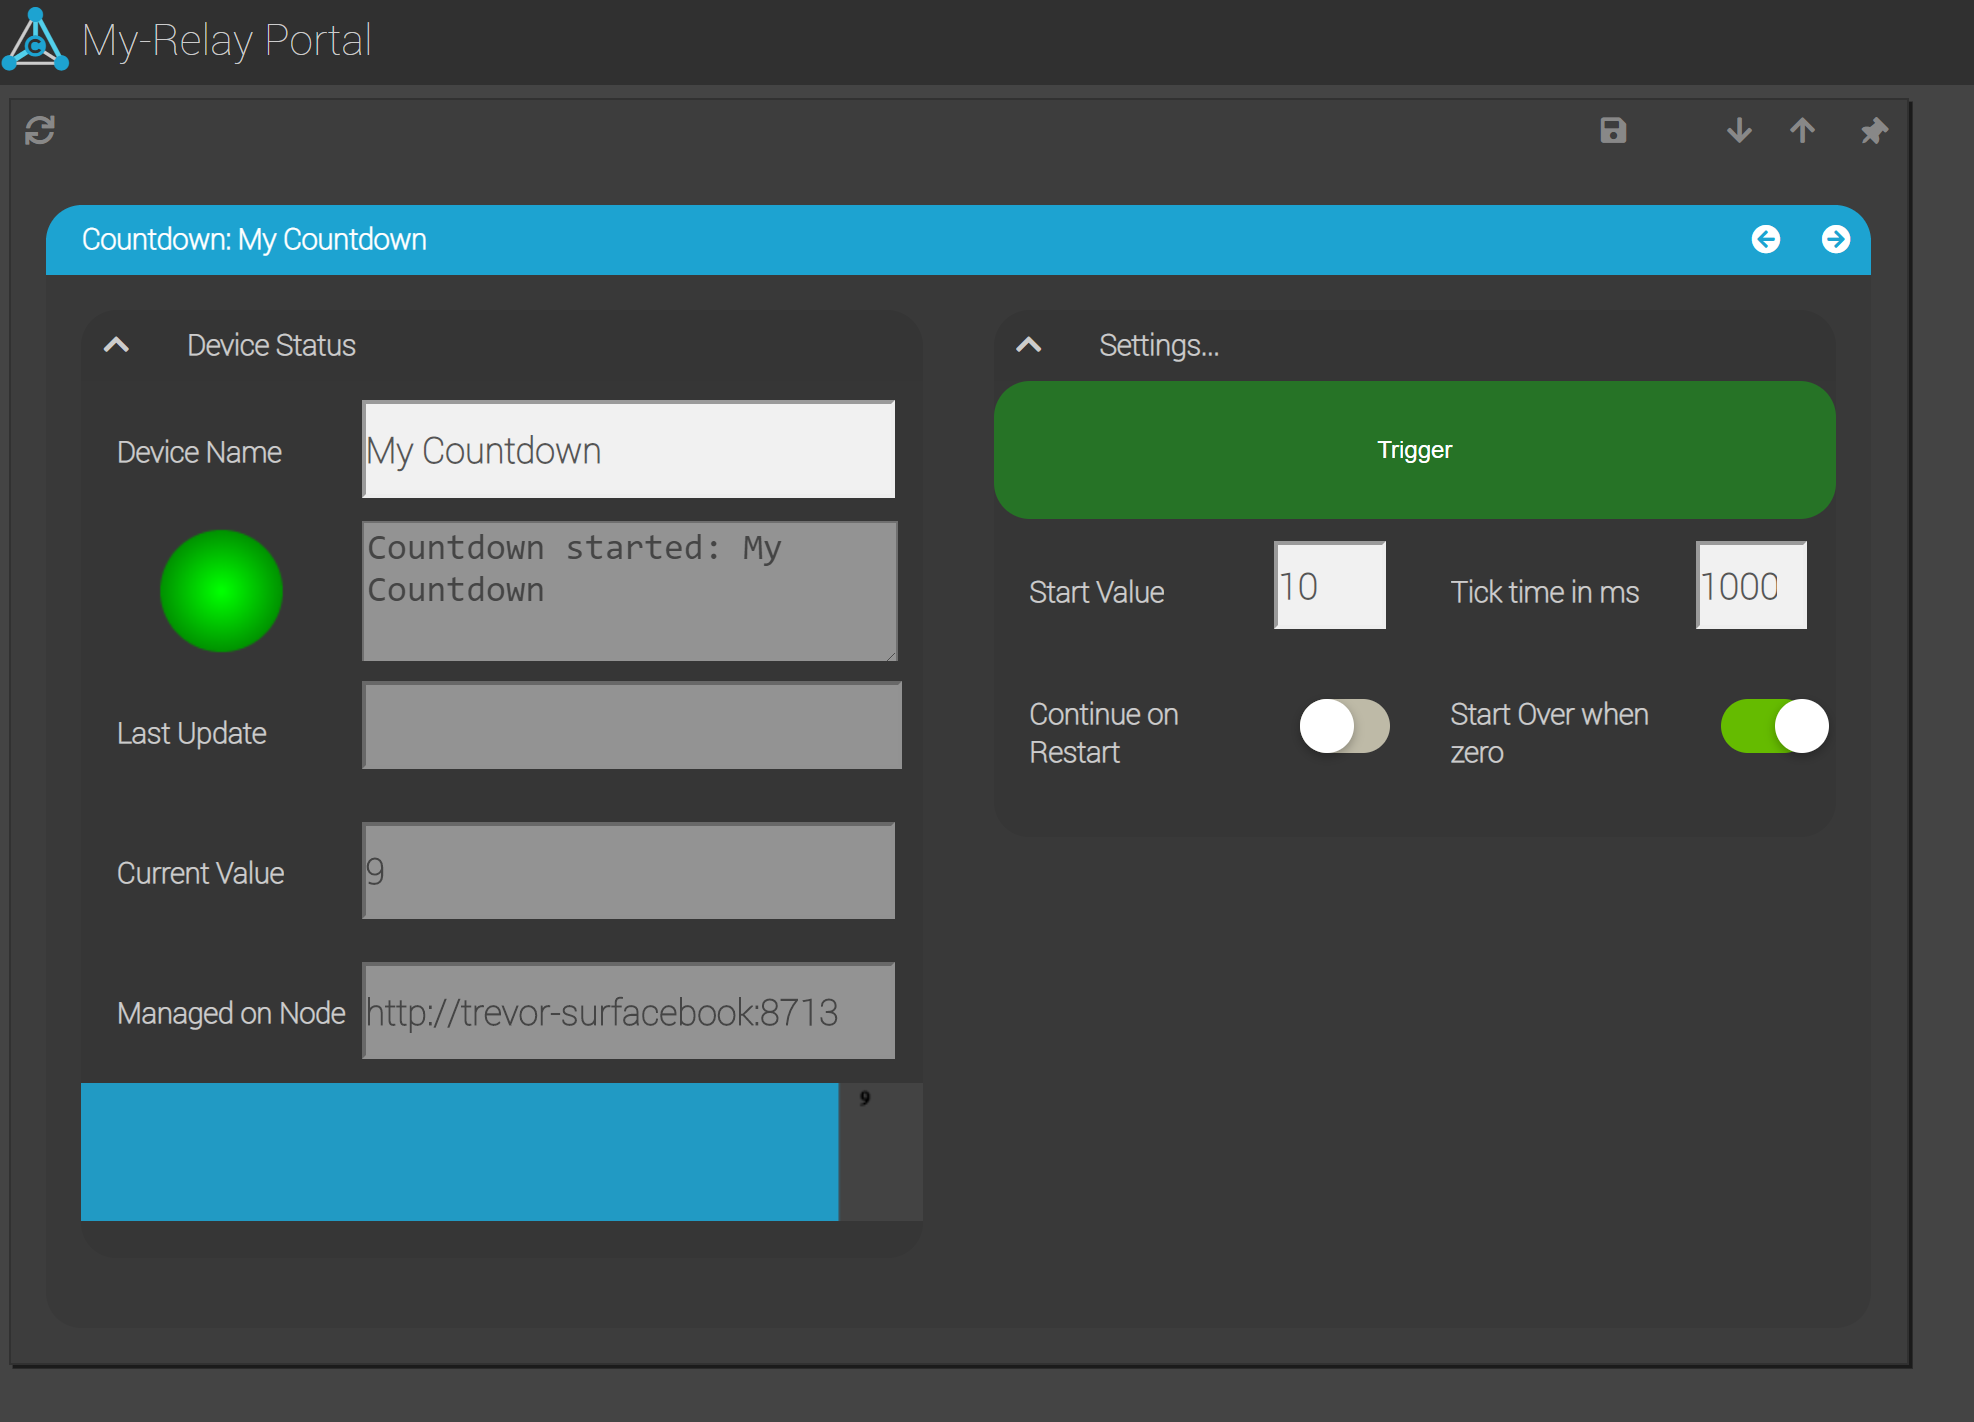 My-Relay Portal
Countdown: My Countdown
Device Status
Device Name
My Countdown
Countdown started: My
Countdown
Last Update
Current Value
9
Managed on Node
http://trevor-surfacebook:8713
9
Settings...
Trigger
Start Value
10
Tick time in ms
1000
Continue on
Restart
Start Over when
zero